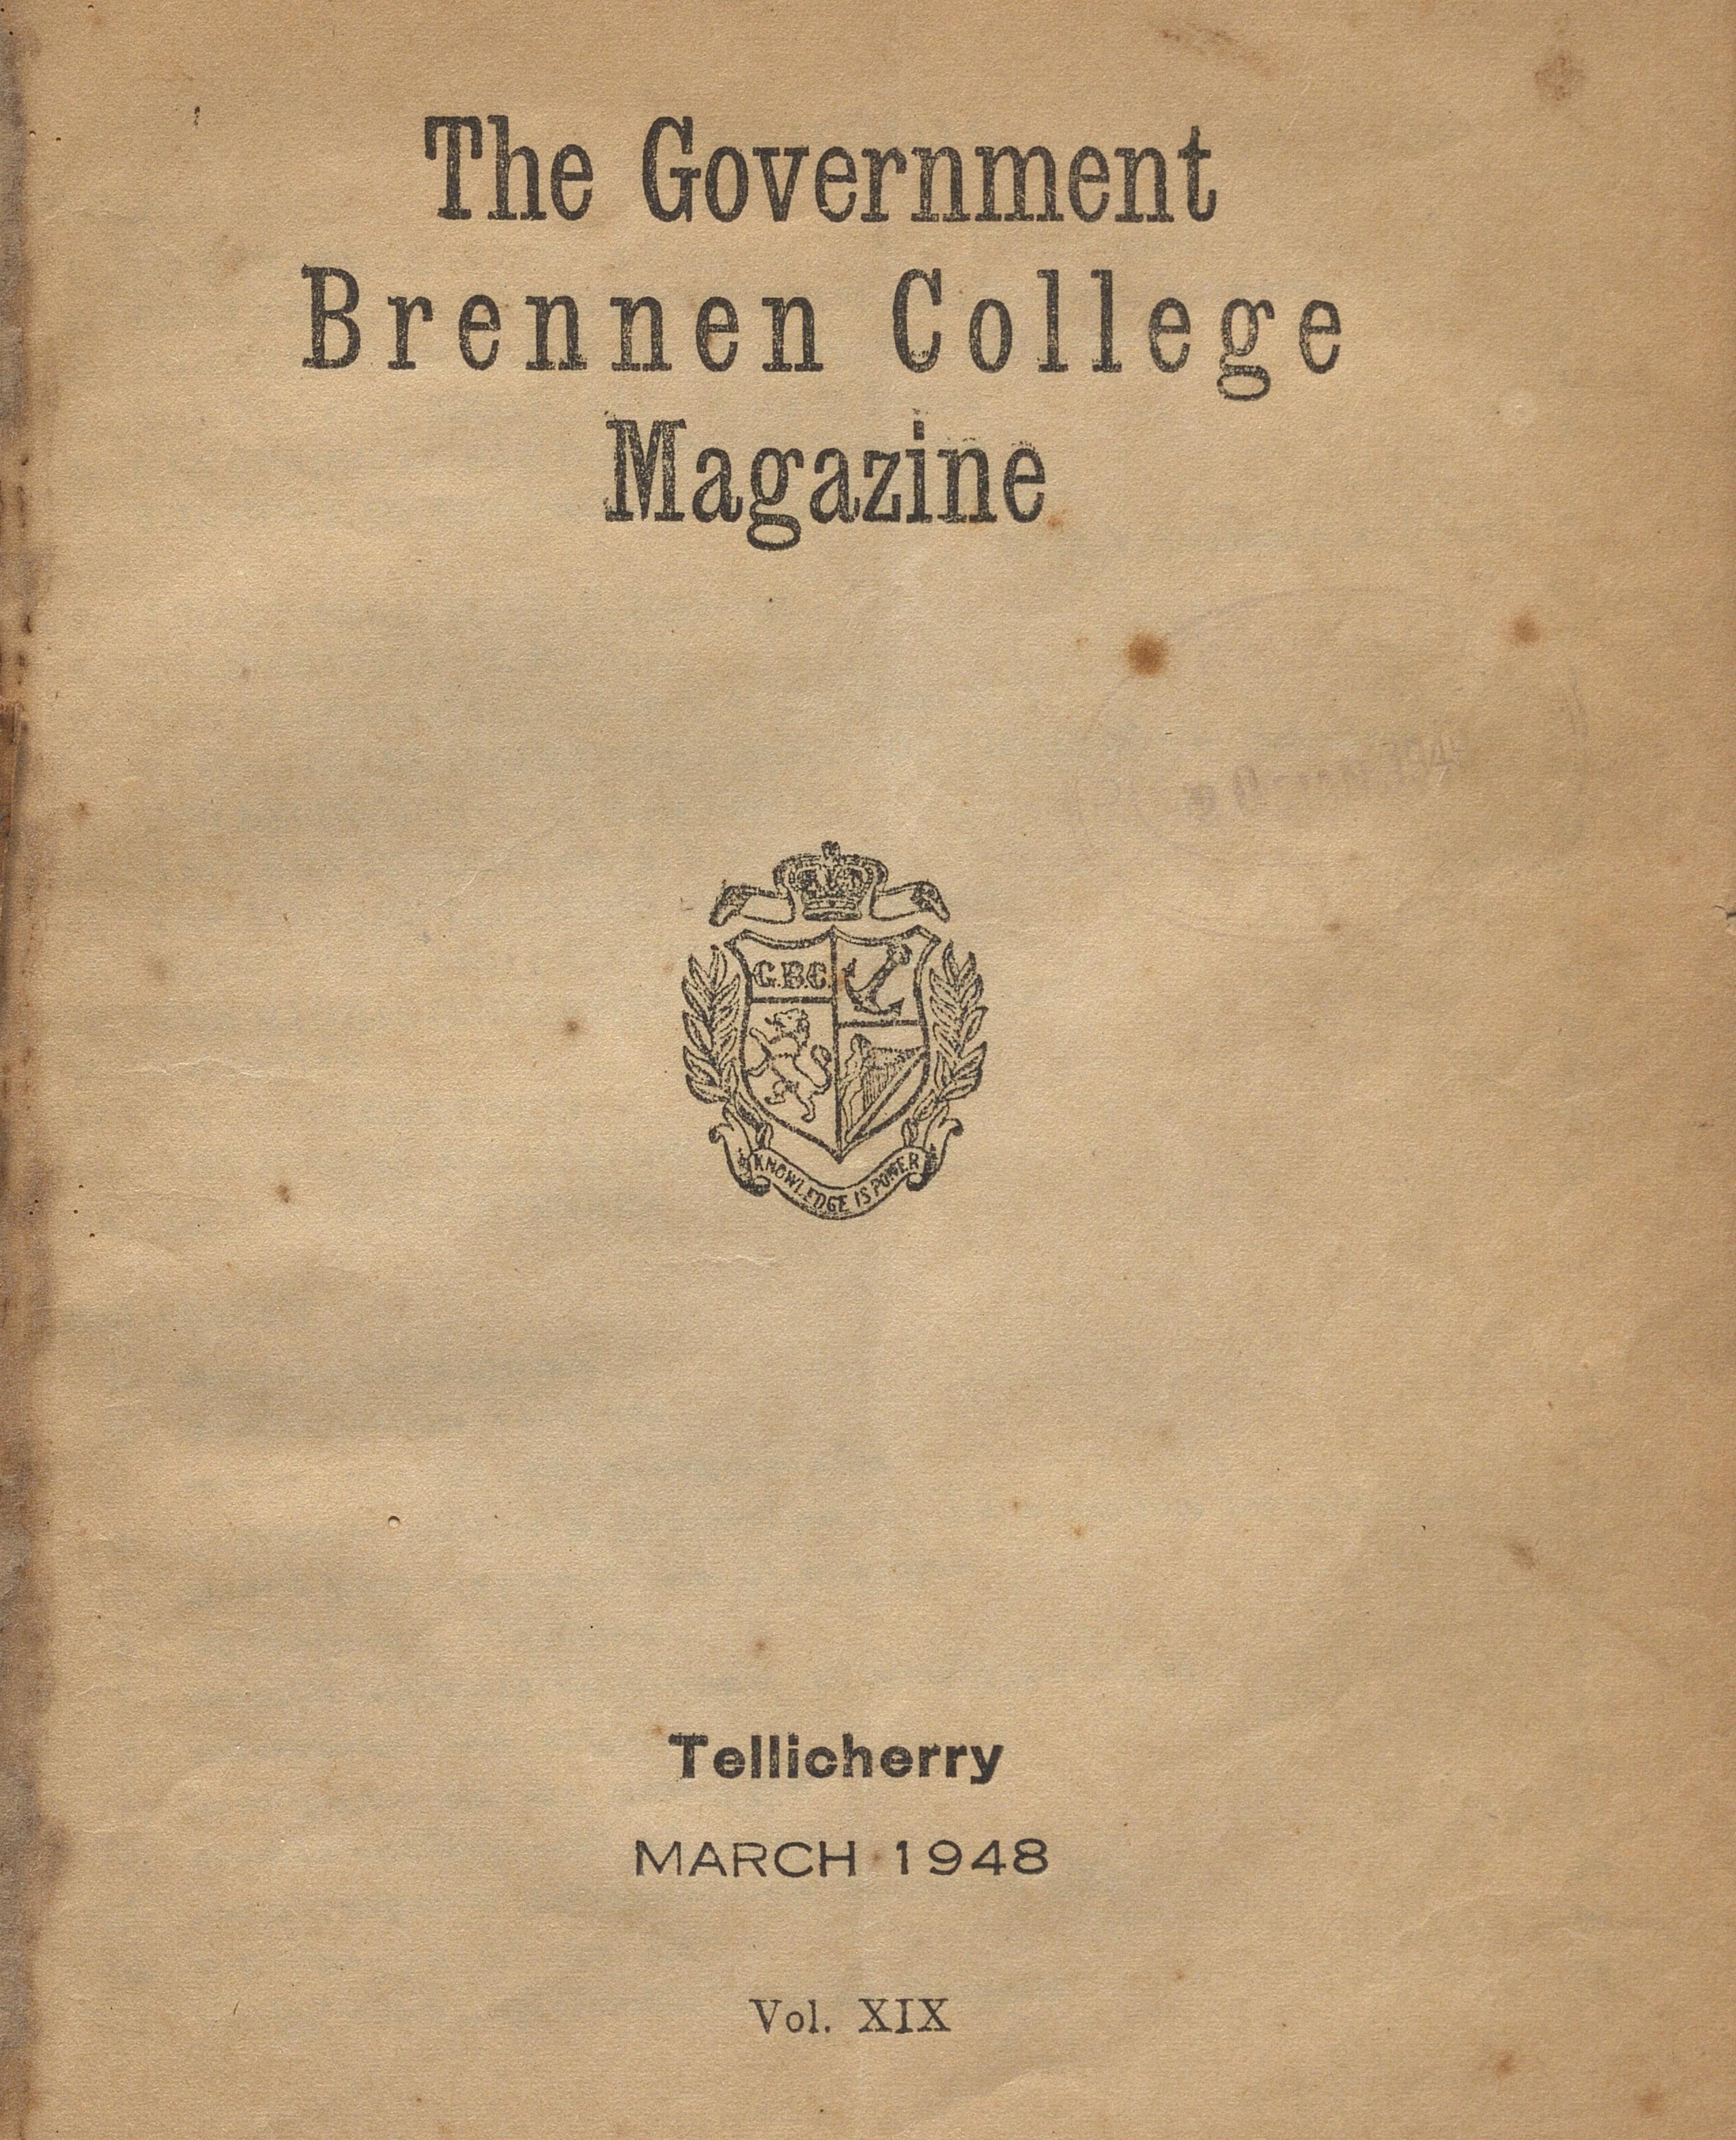 The Government
Brennen College
Magazine
G.B.C.
KNOWLEDGE IS POWER
Tellicherry
MARCH 1948
Vol. XIX